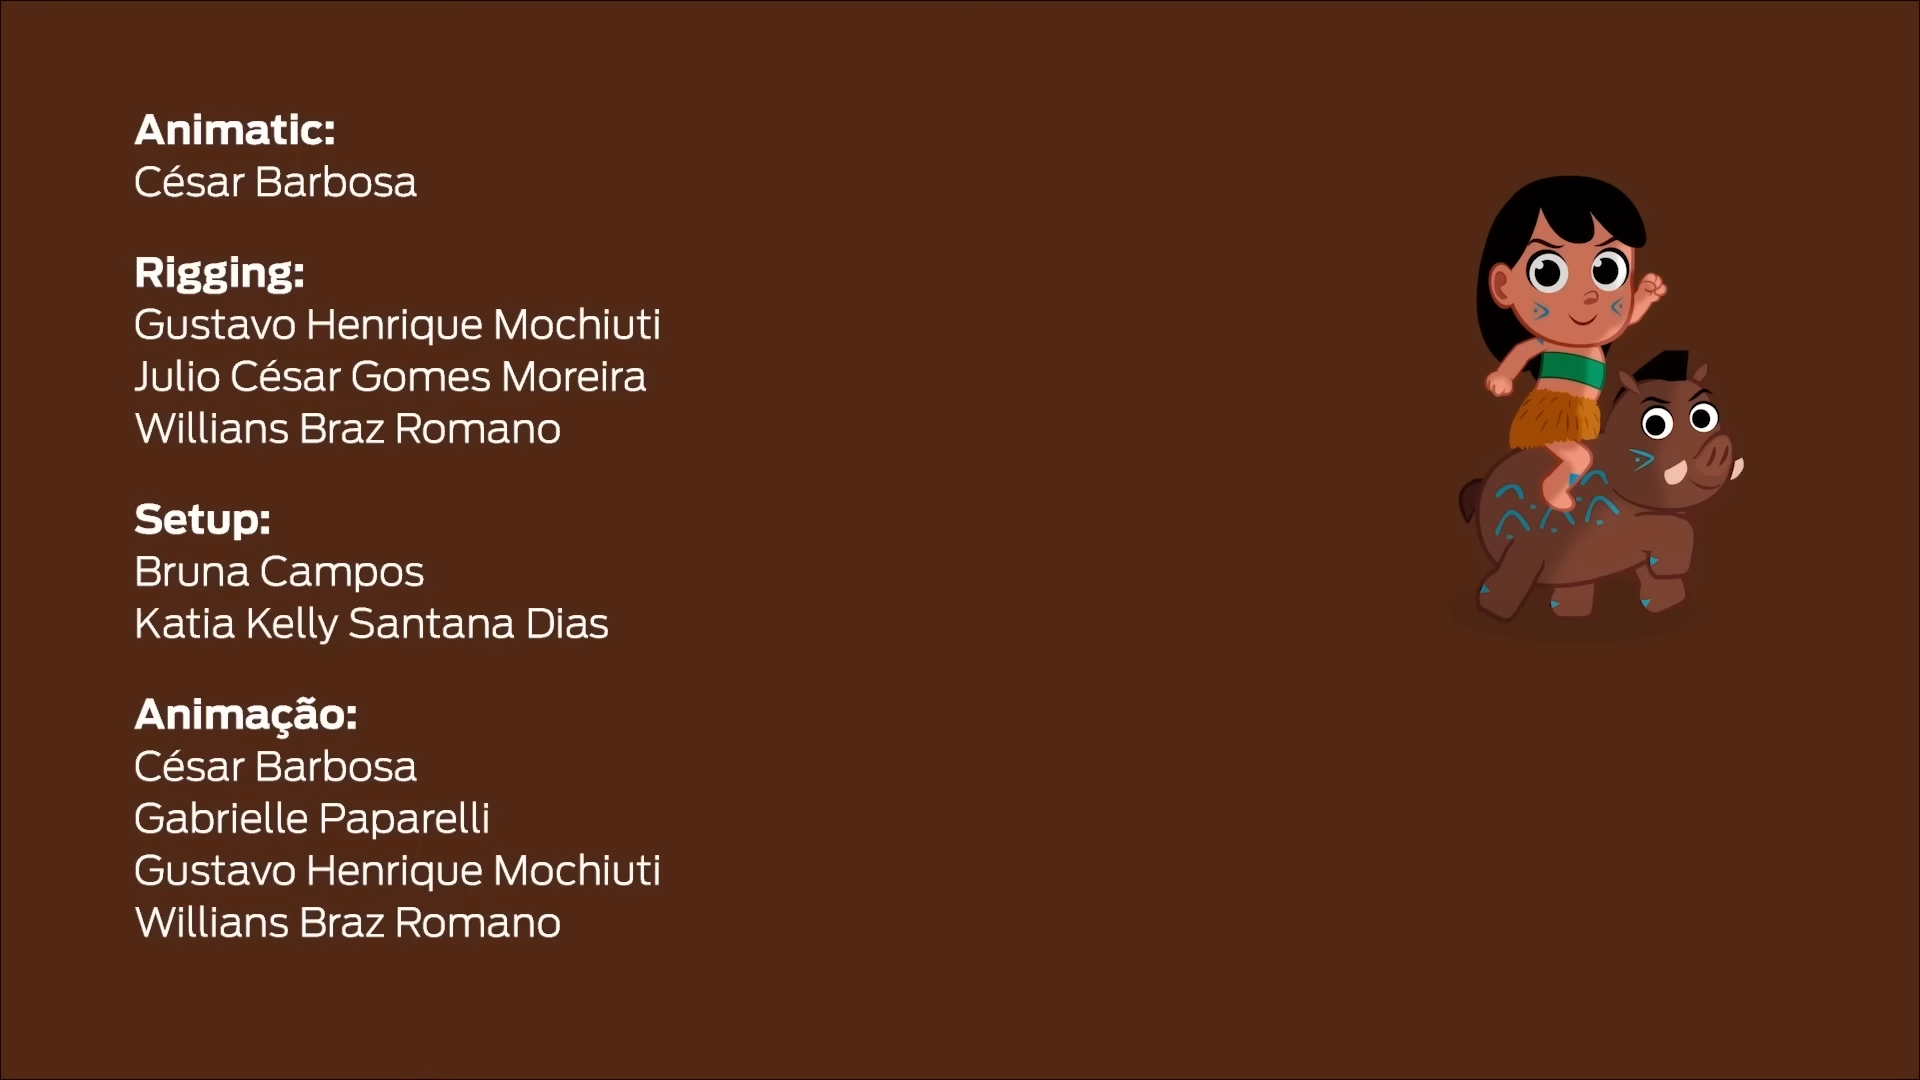 Animatic:
César Barbosa
Rigging:
Gustavo Henrique Mochiuti
Julio César Gomes Moreira
Willians Braz Romano
Setup:
Bruna Campos
Katia Kelly Santana Dias
Animação:
César Barbosa
Gabrielle Paparelli
Gustavo Henrique Mochiuti
Willians Braz Romano